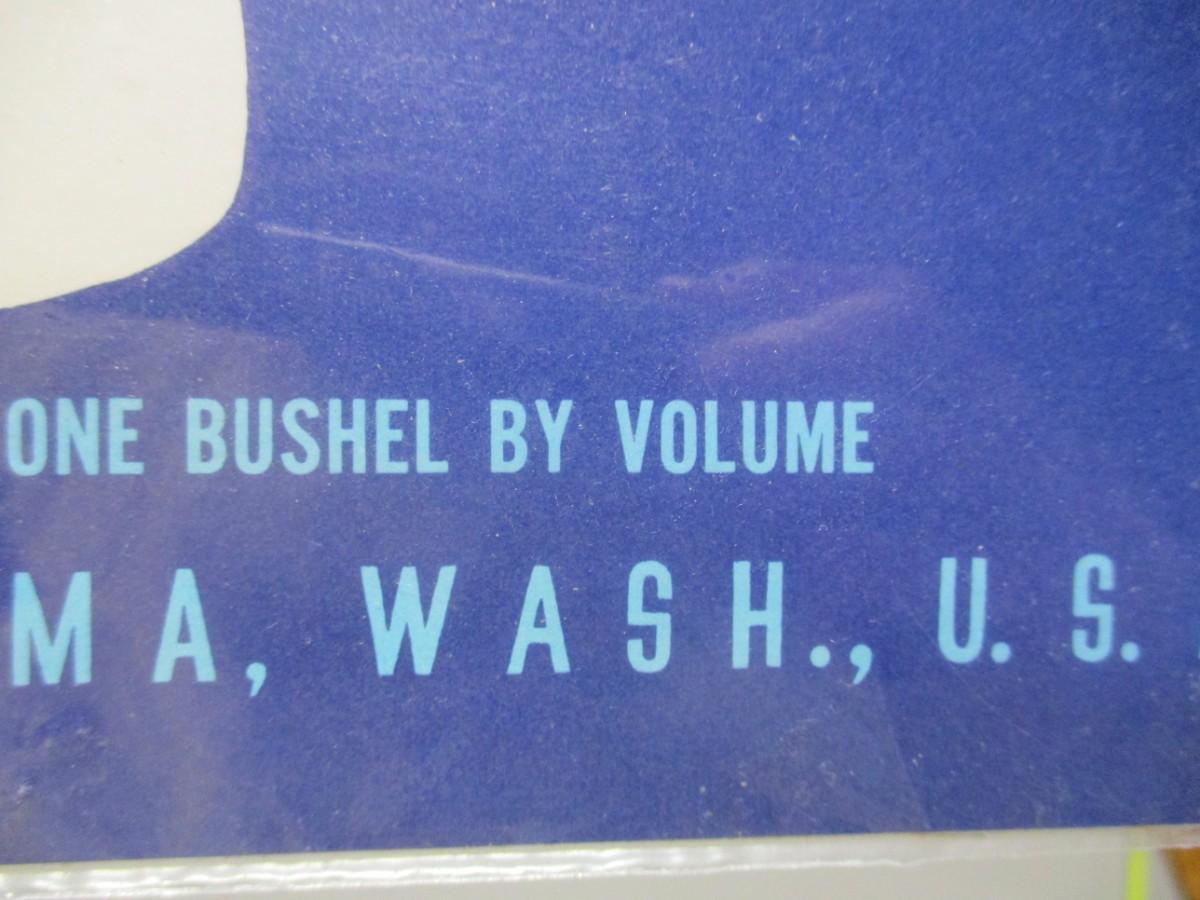 ONE BUSHEL BY VOLUME
MA, WASH., U. S.